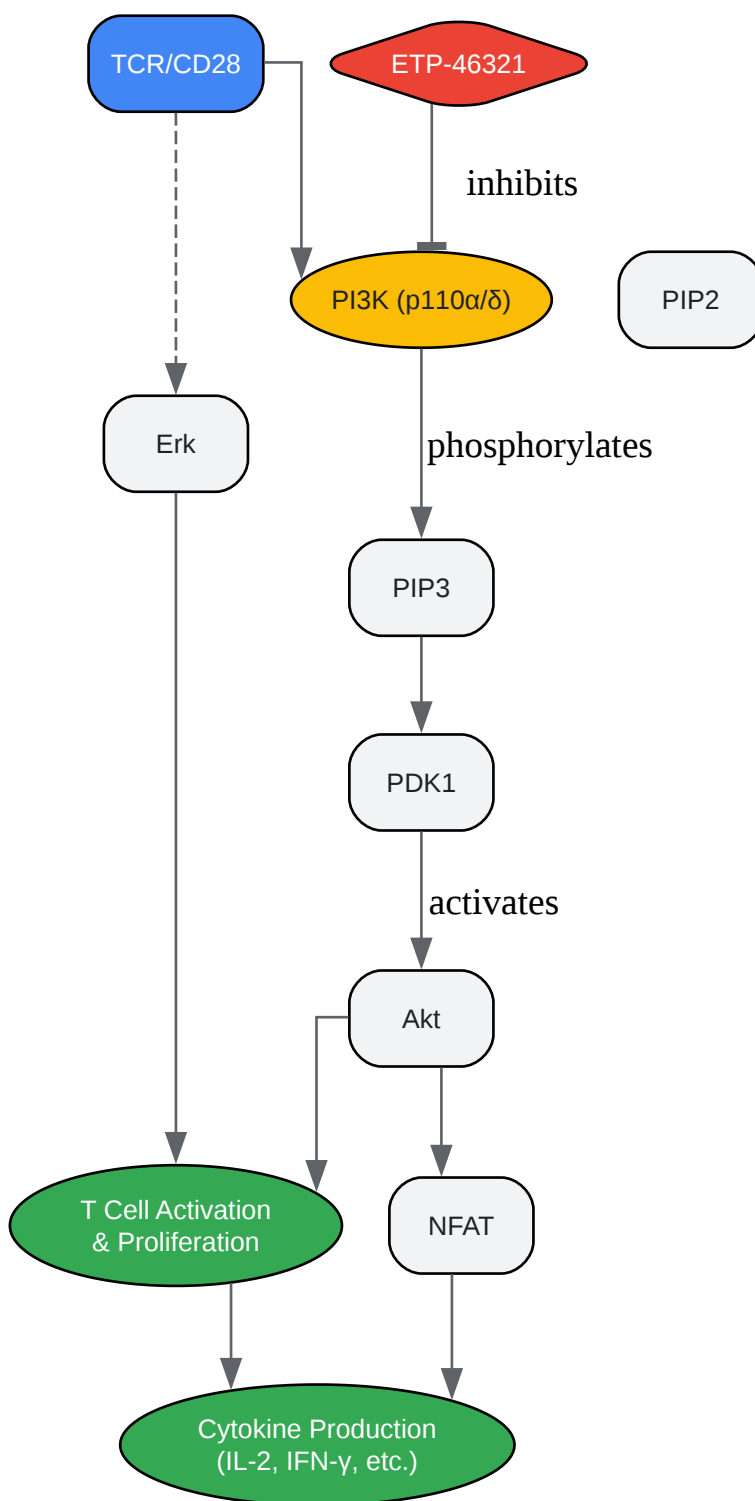 TCR/CD28
ETP-46321
inhibits
PI3K (p110α/δ)
PIP2
Erk
phosphorylates
PIP3
PDK1
activates
Akt
T Cell Activation
& Proliferation
NFAT
Cytokine Production
(IL-2, IFN-γ, etc.)